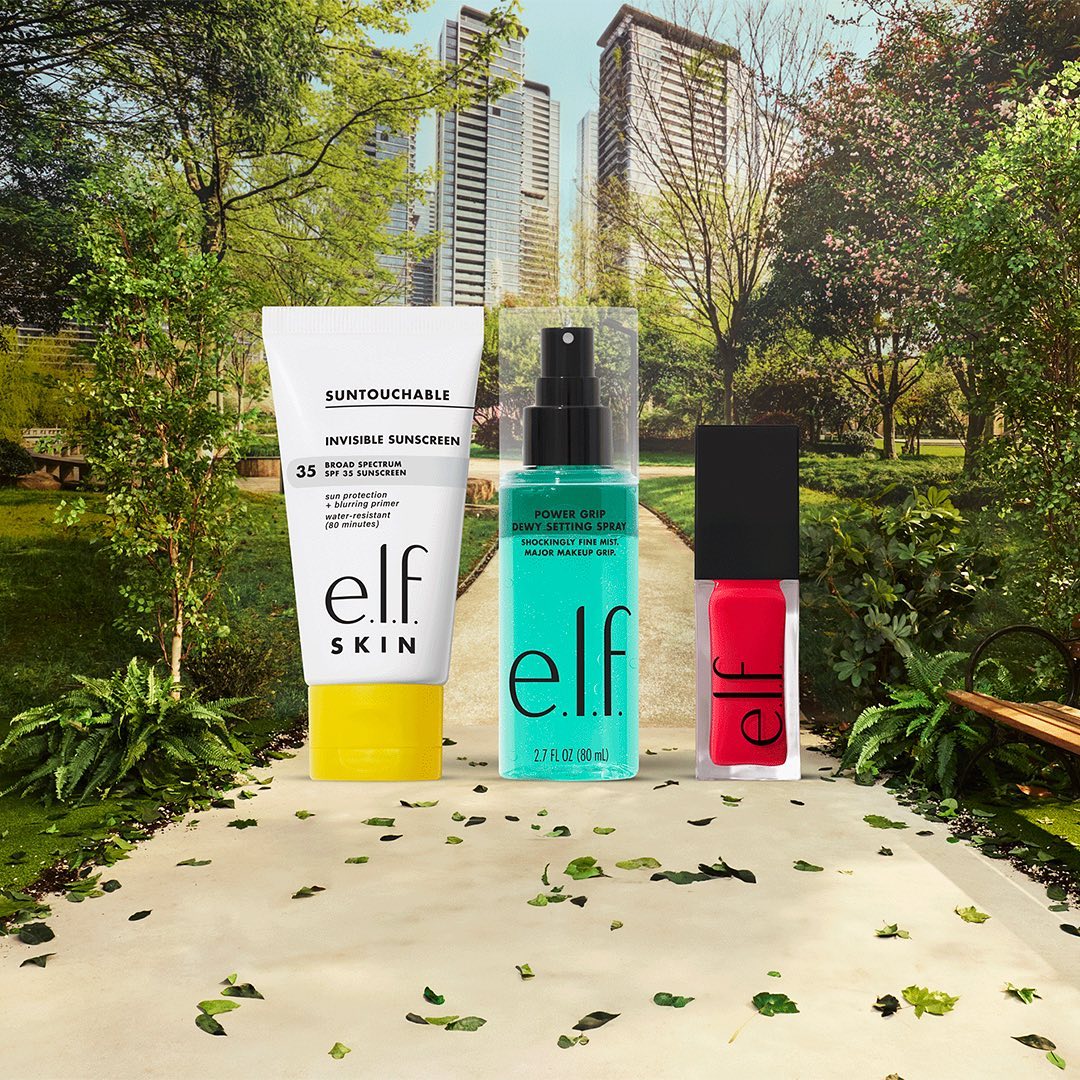 SUNTOUCHABLE
INVISIBLE SUNSCREEN
35 BROAD SPECTRUM
SPF 35 SUNSCREEN
sun protection
+ blurring primer
water-resistant
(80 minutes)
e.l.f.
SKIN
POWER GRIP
DEWY SETTING SPRAY
SHOCKINGLY FINE MIST.
MAJOR MAKEUP GRIP.
e.l.f.
2.7 FL OZ (80 mL)
e.l.f.